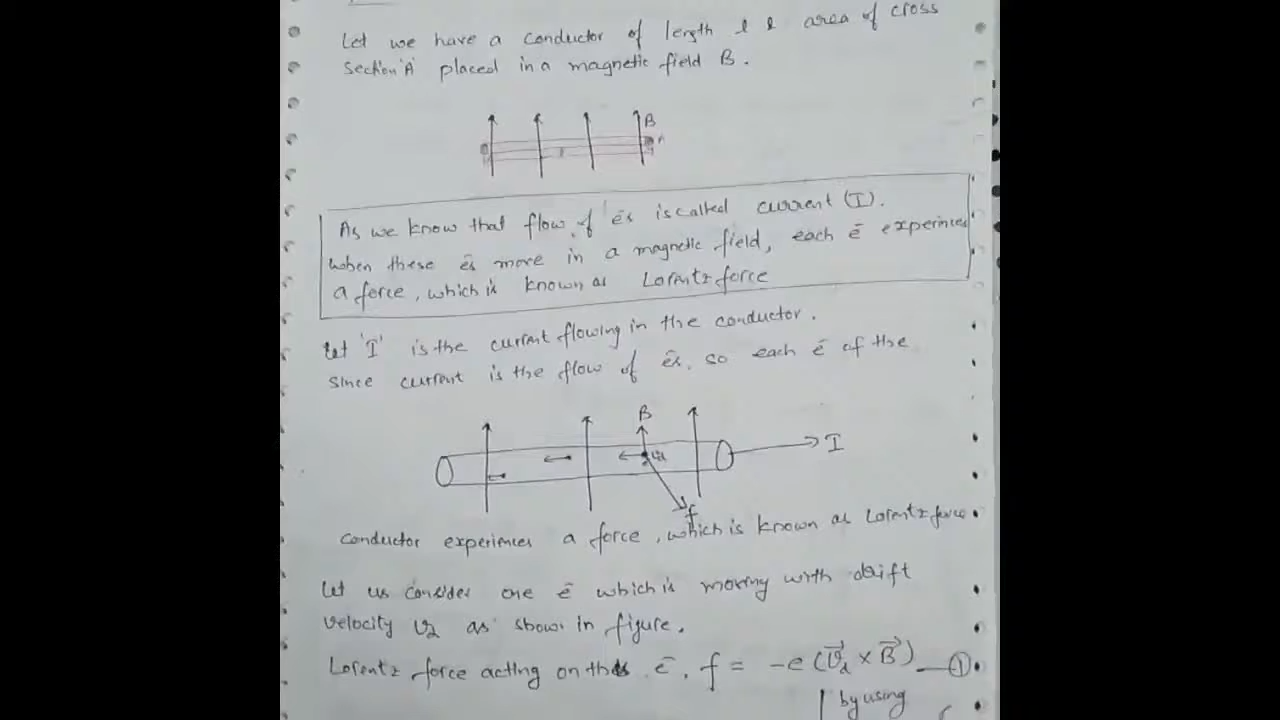 Let we have a conductor of length l & area of cross
section 'A' placed in a magnetic field B.
B
As we know that flow of ēs is called current (I).
when these ēs move in a magnetic field, each ē experinces
a force, which is known as Lorentz force
Let 'I' is the current flowing in the conductor.
Since current is the flow of ēs, so each ē of the
B
I
f
conductor experinces a force, which is known as Lorentz force.
Let us consider one ē which is moving with drift
velocity Vd as shown in figure.
Lorentz force acting on this ē, f = -e (V⃗d × B⃗) — ①
by using